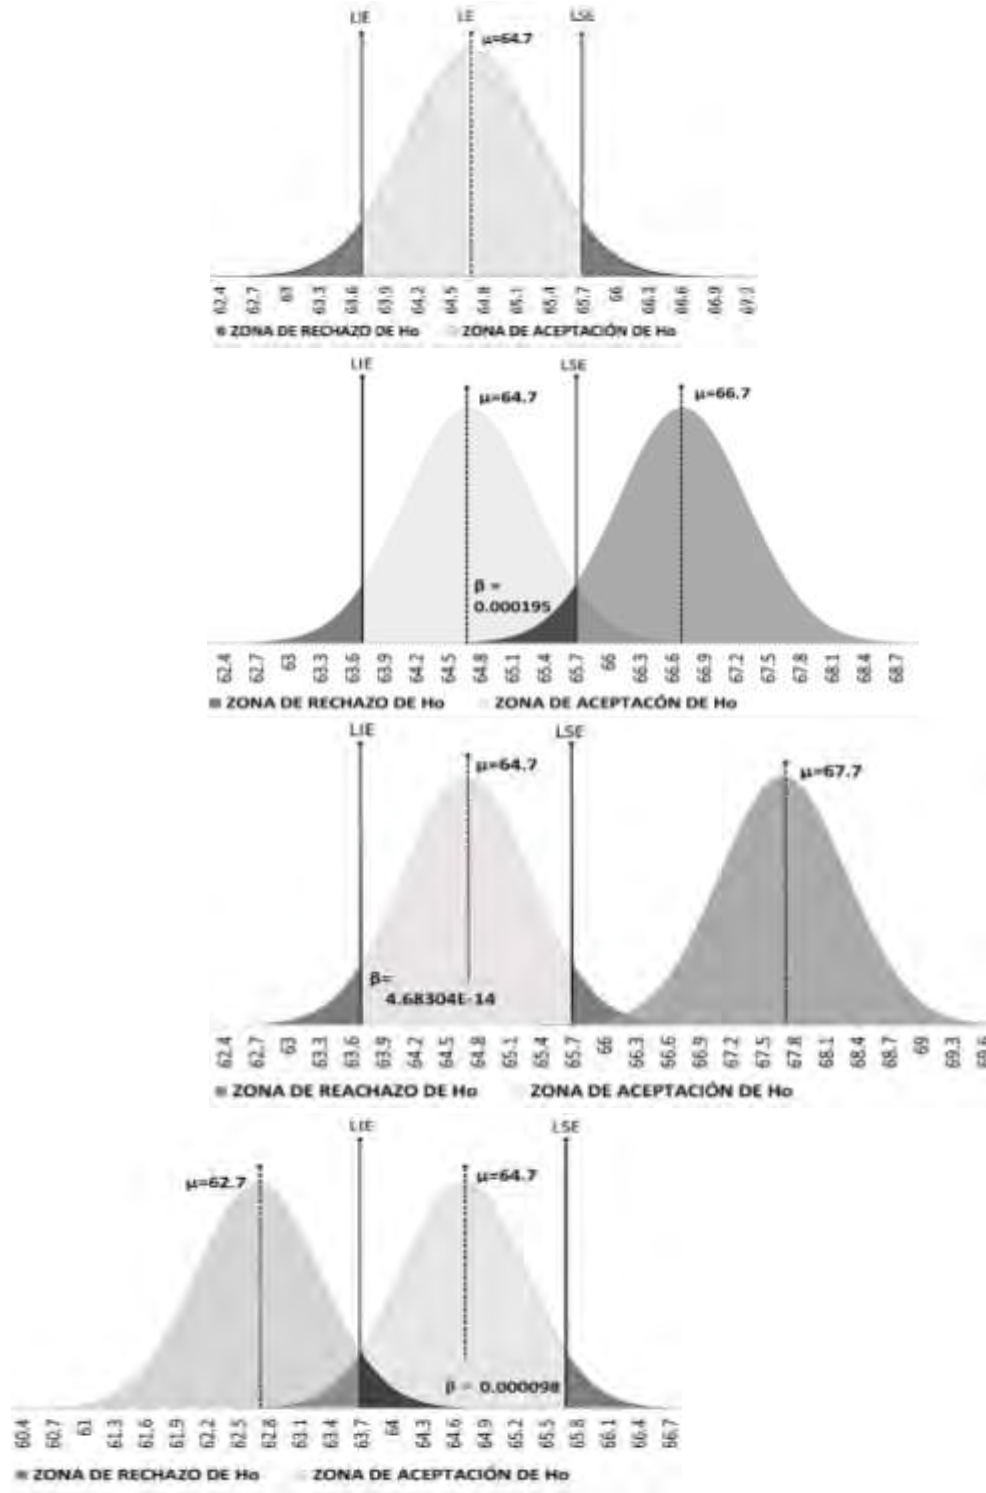 LIE LE LSE
μ=64.7
62.4 62.7 63 63.3 63.6 63.9 64.2 64.5 64.8 65.1 65.4 65.7 66 66.1 66.6 66.9
ZONA DE RECHAZO DE Ho ZONA DE ACEPTACIÓN DE Ho
LIE LSE
μ=64.7 μ=66.7
β =
0.000195
62.4 62.7 63 63.3 63.6 63.9 64.2 64.5 64.8 65.1 65.4 65.7 66 66.3 66.6 66.9 67.2 67.5 67.8 68.1 68.4 68.7
ZONA DE RECHAZO DE Ho ZONA DE ACEPTACÓN DE Ho
LIE LSE
μ=64.7 μ=67.7
β=
4.68304E-14
62.4 62.7 63 63.3 63.6 63.9 64.2 64.5 64.8 65.1 65.4 65.7 66 66.3 66.6 66.9 67.2 67.5 67.8 68.1 68.4 68.7 69 69.3 69.6
ZONA DE REACHAZO DE Ho ZONA DE ACEPTACIÓN DE Ho
LIE LSE
μ=62.7 μ=64.7
β = 0.000098
60.4 60.7 61 61.3 61.6 61.9 62.2 62.5 62.8 63.1 63.4 63.7 64 64.3 64.6 64.9 65.2 65.5 65.8 66.1 66.4 66.7
ZONA DE RECHAZO DE Ho ZONA DE ACEPTACIÓN DE Ho